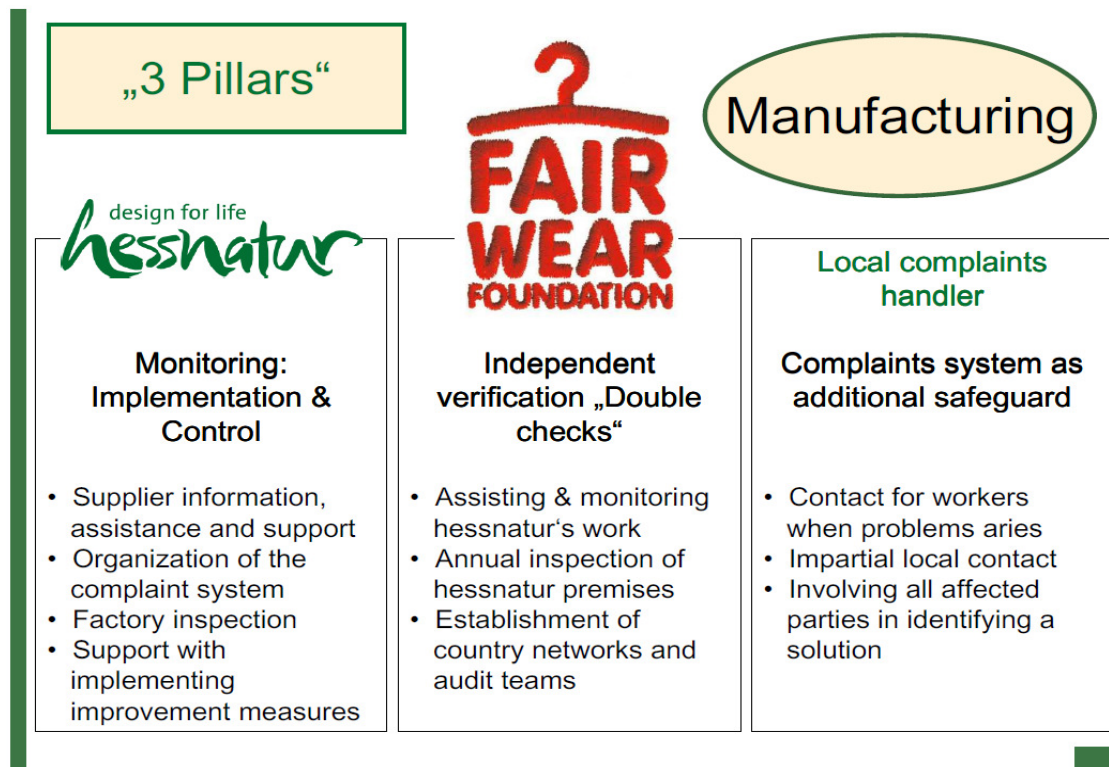 „3 Pillars“
Manufacturing
design for life
hessnatur
Monitoring:
Implementation &
Control
• Supplier information,
assistance and support
• Organization of the
complaint system
• Factory inspection
• Support with
implementing
improvement measures
FAIR
WEAR
FOUNDATION
Independent
verification „Double
checks“
• Assisting & monitoring
hessnatur‘s work
• Annual inspection of
hessnatur premises
• Establishment of
country networks and
audit teams
Local complaints
handler
Complaints system as
additional safeguard
• Contact for workers
when problems aries
• Impartial local contact
• Involving all affected
parties in identifying a
solution